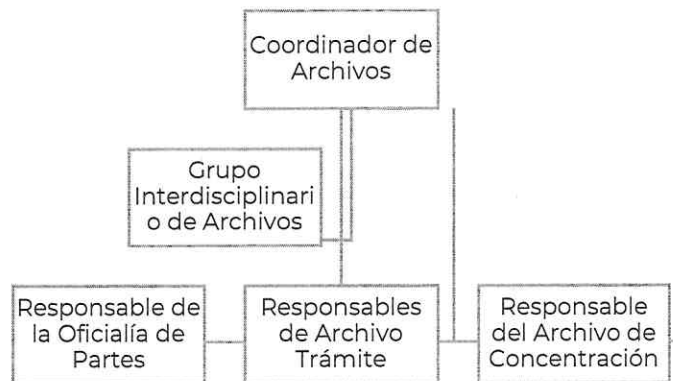 Coordinador de
Archivos
Grupo
Interdisciplinari
o de Archivos
Responsable de
la Oficialía de
Partes
Responsables
de Archivo
Trámite
Responsable
del Archivo de
Concentración